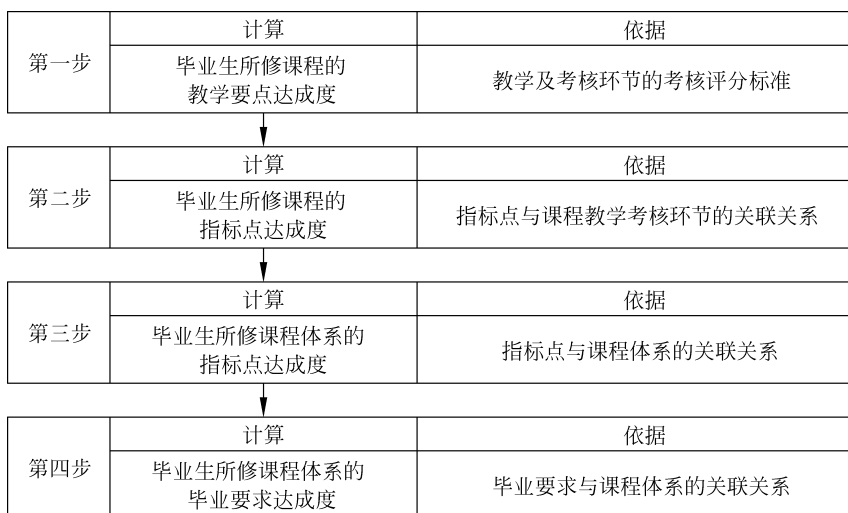 计算 依据
第一步
毕业生所修课程的
教学要点达成度
教学及考核环节的考核评分标准
计算 依据
第二步
毕业生所修课程的
指标点达成度
指标点与课程教学考核环节的关联关系
计算 依据
第三步
毕业生所修课程体系的
指标点达成度
指标点与课程体系的关联关系
计算 依据
第四步
毕业生所修课程体系的
毕业要求达成度
毕业要求与课程体系的关联关系